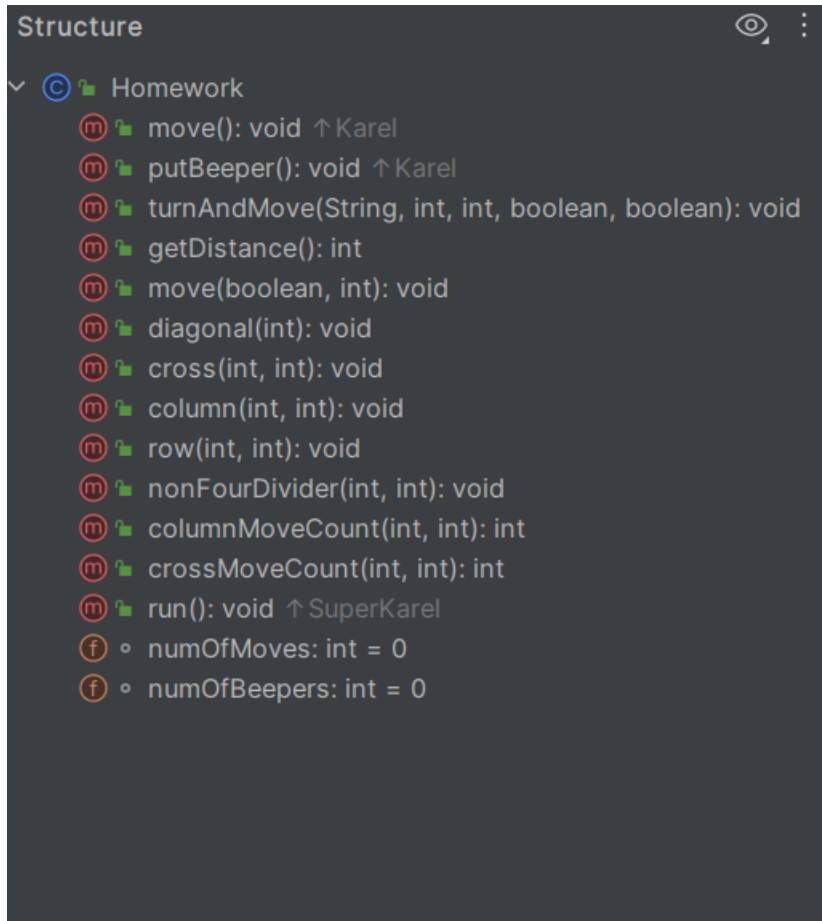 Structure
Homework
move(): void ↑Karel
putBeeper(): void ↑Karel
turnAndMove(String, int, int, boolean, boolean): void
getDistance(): int
move(boolean, int): void
diagonal(int): void
cross(int, int): void
column(int, int): void
row(int, int): void
nonFourDivider(int, int): void
columnMoveCount(int, int): int
crossMoveCount(int, int): int
run(): void ↑SuperKarel
numOfMoves: int = 0
numOfBeepers: int = 0